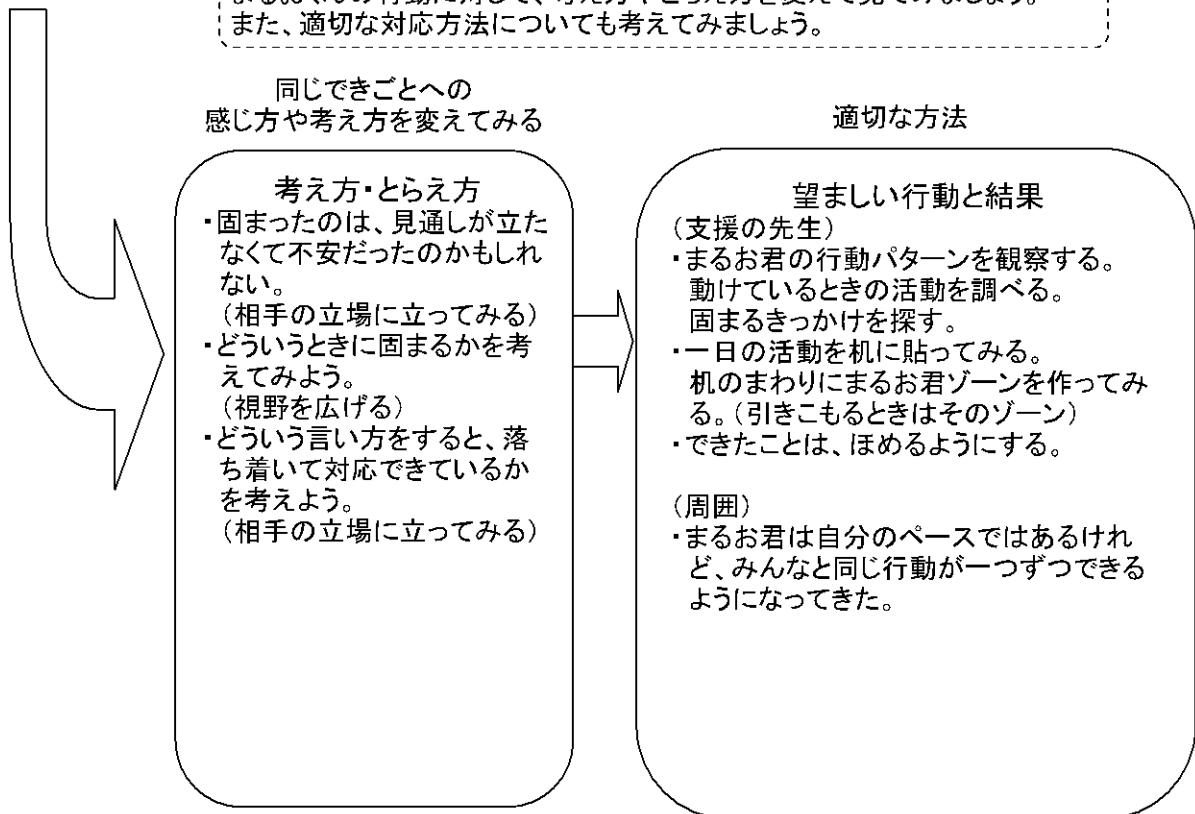 また、適切な対応方法についても考えてみましょう。
同じできごとへの
感じ方や考え方を変えてみる
考え方・とらえ方
・固まったのは、見通しが立た
なくて不安だったのかもしれ
ない。
（相手の立場に立ってみる）
・どういうときに固まるかを考
えてみよう。
（視野を広げる）
・どういう言い方をすると、落
ち着いて対応できているか
を考えよう。
（相手の立場に立ってみる）
適切な方法
望ましい行動と結果
（支援の先生）
・まるお君の行動パターンを観察する。
動けているときの活動を調べる。
固まるきっかけを探す。
・一日の活動を机に貼ってみる。
机のまわりにまるお君ゾーンを作ってみ
る。（引きこもるときはそのゾーン）
・できたことは、ほめるようにする。
（周囲）
・まるお君は自分のペースではあるけれ
ど、みんなと同じ行動が一つずつできる
ようになってきた。